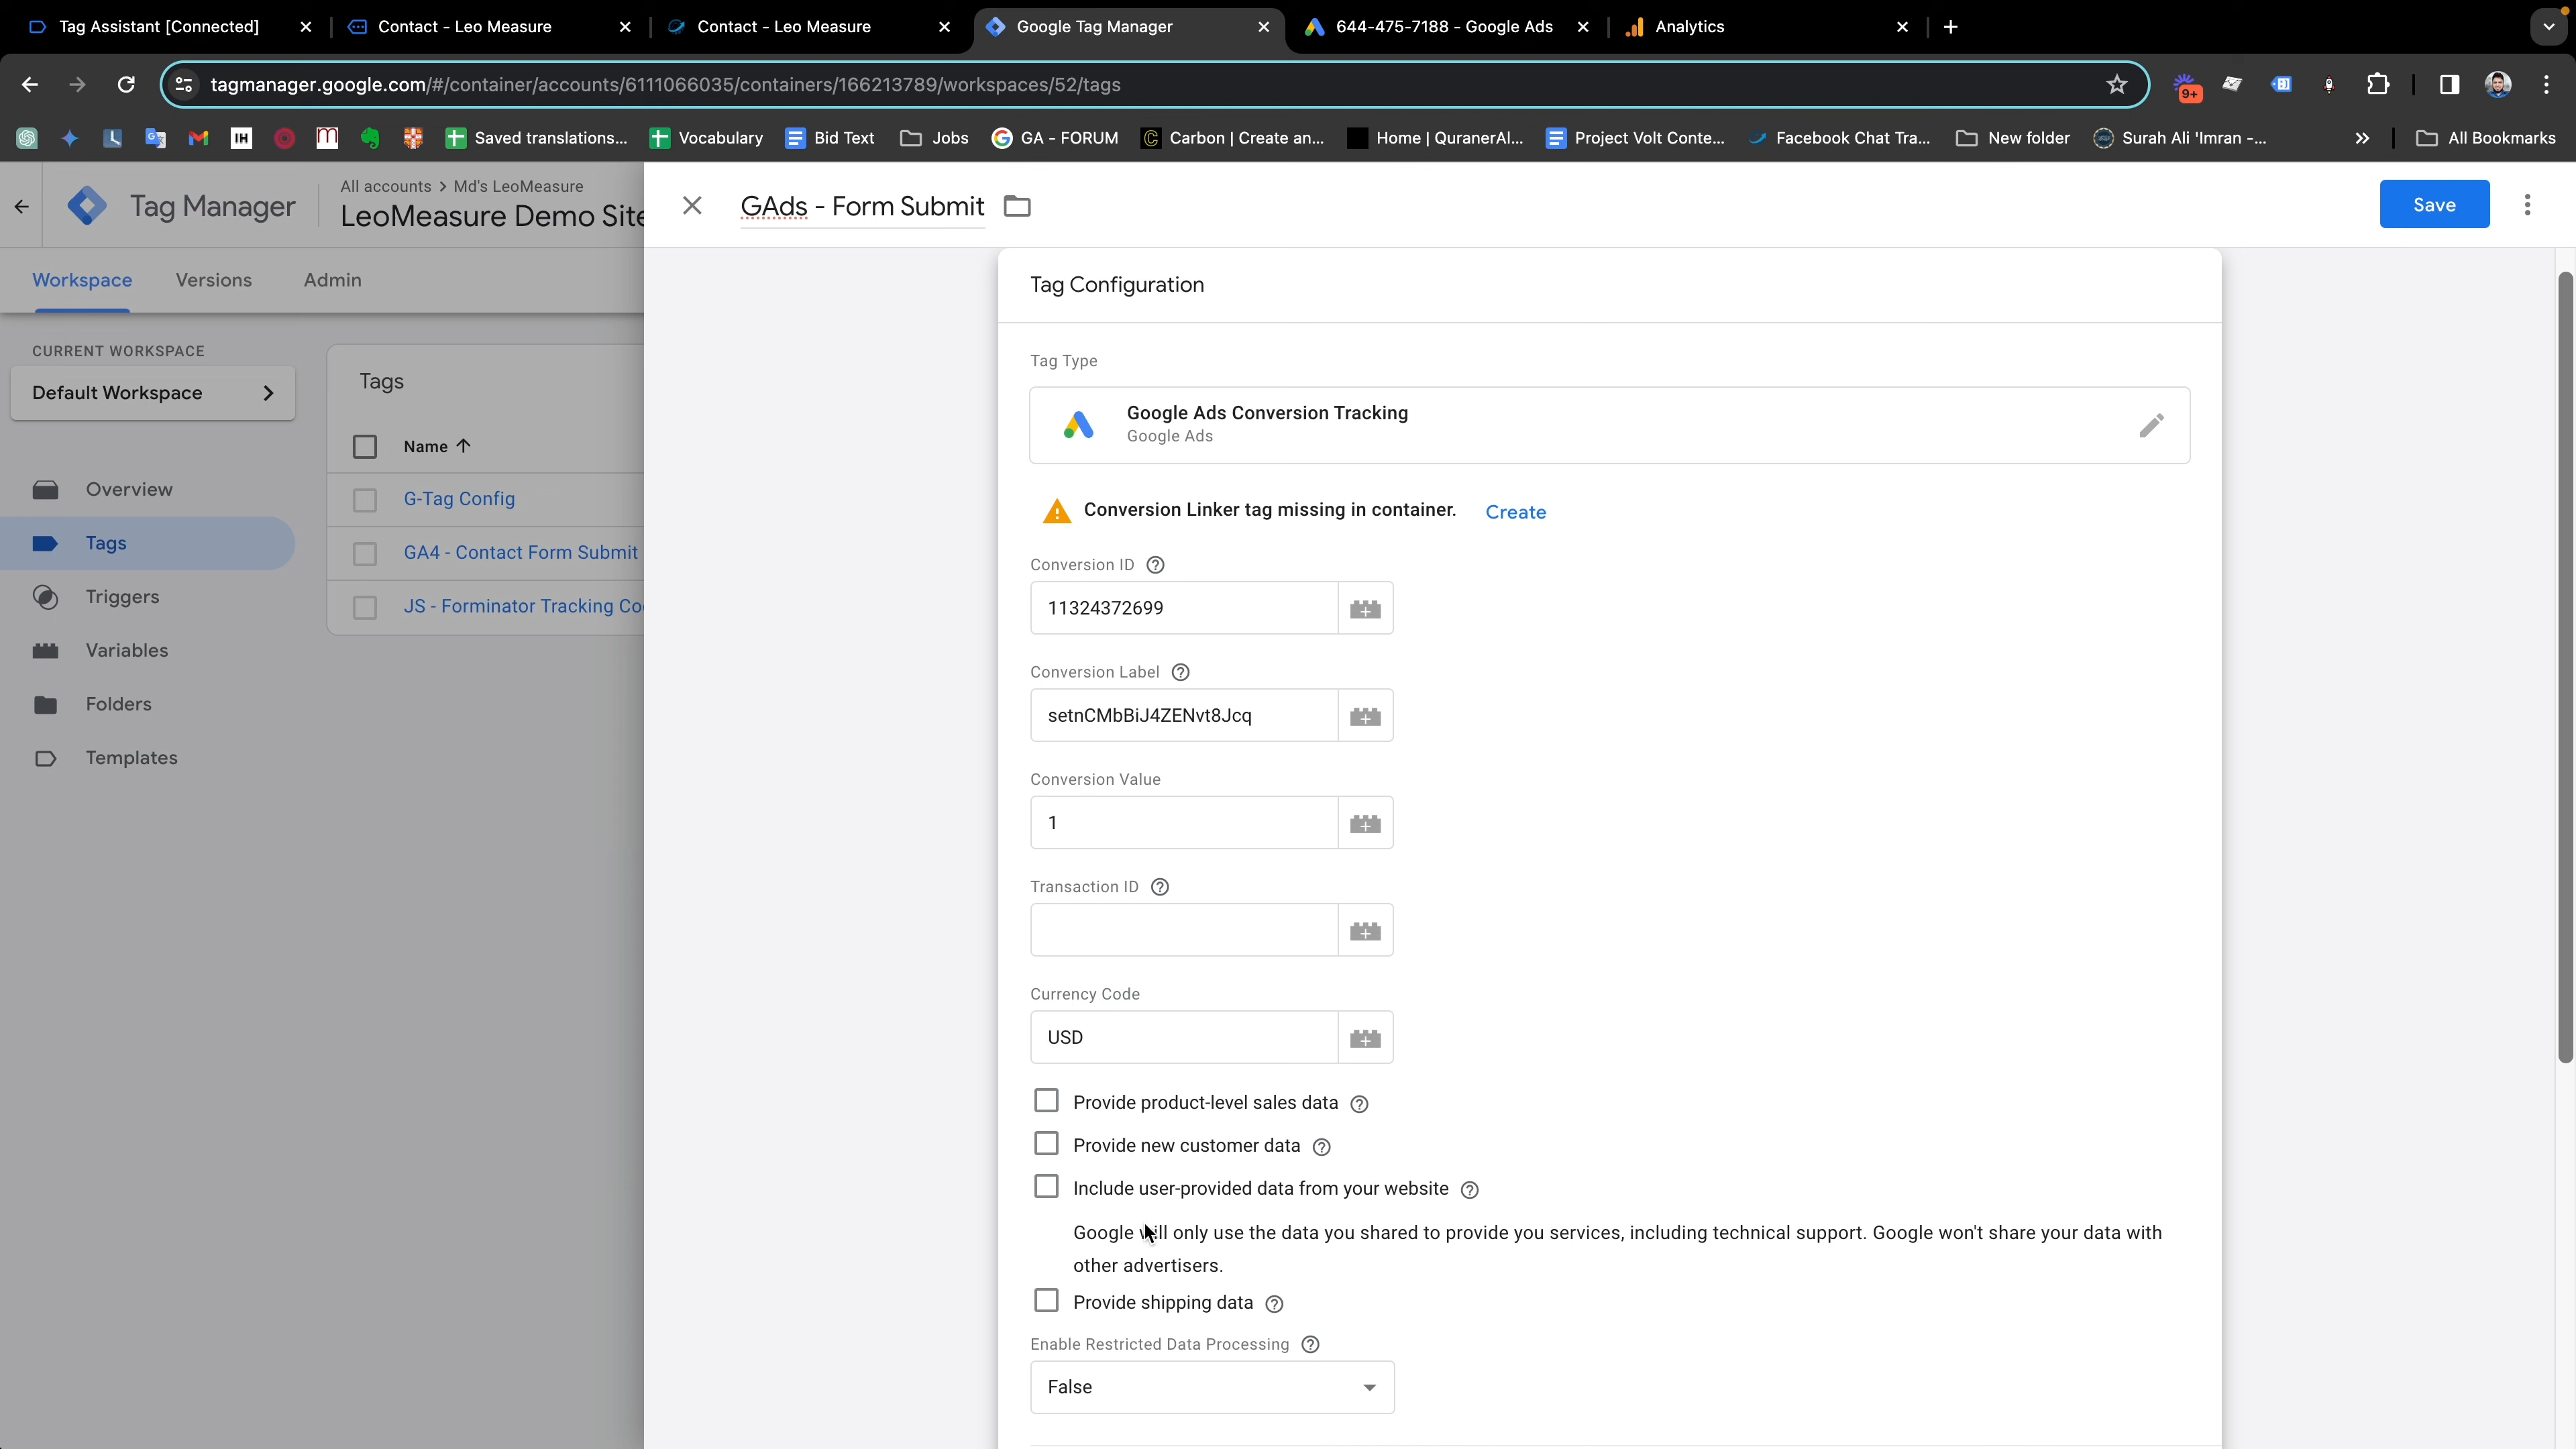 Tag Assistant [Connected]
Contact - Leo Measure
Contact - Leo Measure
Google Tag Manager
644-475-7188 - Google Ads
Analytics
tagmanager.google.com/#/container/accounts/6111066035/containers/166213789/workspaces/52/tags
9+
IH
Saved translations...
Vocabulary
Bid Text
Jobs
GA - FORUM
Carbon | Create an...
Home | QuranerAl...
Project Volt Conte...
Facebook Chat Tra...
New folder
Surah Ali 'Imran -...
All Bookmarks
Tag Manager
All accounts > Md's LeoMeasure
LeoMeasure Demo Site
GAds - Form Submit
Save
Workspace
Versions
Admin
CURRENT WORKSPACE
Default Workspace
Overview
Tags
Triggers
Variables
Folders
Templates
Tags
Name
G-Tag Config
GA4 - Contact Form Submit
JS - Forminator Tracking Co
Tag Configuration
Tag Type
Google Ads Conversion Tracking
Google Ads
Conversion Linker tag missing in container. Create
Conversion ID
11324372699
Conversion Label
setnCMbBiJ4ZENvt8Jcq
Conversion Value
1
Transaction ID
Currency Code
USD
Provide product-level sales data
Provide new customer data
Include user-provided data from your website
Google will only use the data you shared to provide you services, including technical support. Google won't share your data with
other advertisers.
Provide shipping data
Enable Restricted Data Processing
False